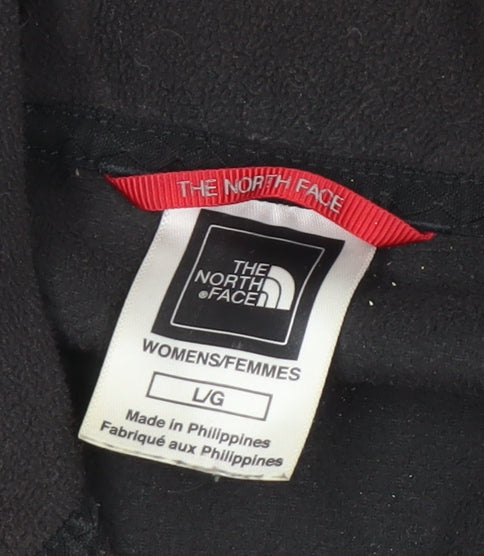 THE NORTH FACE
THE
NORTH
®FACE
WOMENS/FEMMES
L/G
Made in Philippines
Fabriqué aux Philippines